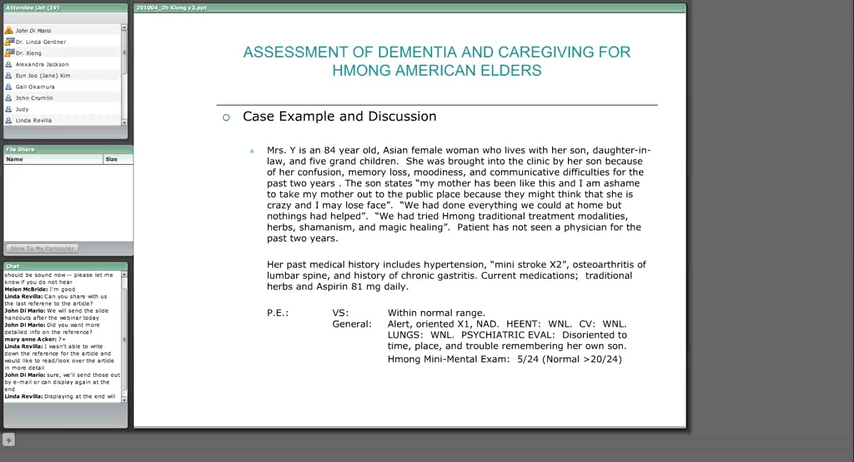 Attendee List (19)
John Di Mario
Dr. Linda Gerdner
Dr. Xiong
Alexandra Jackson
Eun Joo (Jane) Kim
Gail Okamura
John Crumlin
Judy
Linda Revilla
File Share
Name Size
Save To My Computer
Chat
should be sound now -- please let
me know if you do not hear
Helen McBride: I'm good
Linda Revilla: Can you share with us
the last referene to the article?
John Di Mario: We will send the slide
handouts after the webinar today
John Di Mario: Did you want more
detailed info on the reference?
mary anne Acker: ?+
Linda Revilla: I wasn't able to write
down the reference for the article and
would like to read/look over the article
in more detail
John Di Mario: sure, we'll send those out
by e-mail or can display again at the
end
Linda Revilla: Displaying at the end will
201004_2b Xiong v3.ppt
ASSESSMENT OF DEMENTIA AND CAREGIVING FOR
HMONG AMERICAN ELDERS
Case Example and Discussion
Mrs. Y is an 84 year old, Asian female woman who lives with her son, daughter-in-
law, and five grand children. She was brought into the clinic by her son because
of her confusion, memory loss, moodiness, and communicative difficulties for the
past two years . The son states "my mother has been like this and I am ashame
to take my mother out to the public place because they might think that she is
crazy and I may lose face". "We had done everything we could at home but
nothings had helped". "We had tried Hmong traditional treatment modalities,
herbs, shamanism, and magic healing". Patient has not seen a physician for the
past two years.
Her past medical history includes hypertension, "mini stroke X2", osteoarthritis of
lumbar spine, and history of chronic gastritis. Current medications; traditional
herbs and Aspirin 81 mg daily.
P.E.: VS: Within normal range.
General: Alert, oriented X1, NAD. HEENT: WNL. CV: WNL.
LUNGS: WNL. PSYCHIATRIC EVAL: Disoriented to
time, place, and trouble remembering her own son.
Hmong Mini-Mental Exam: 5/24 (Normal >20/24)